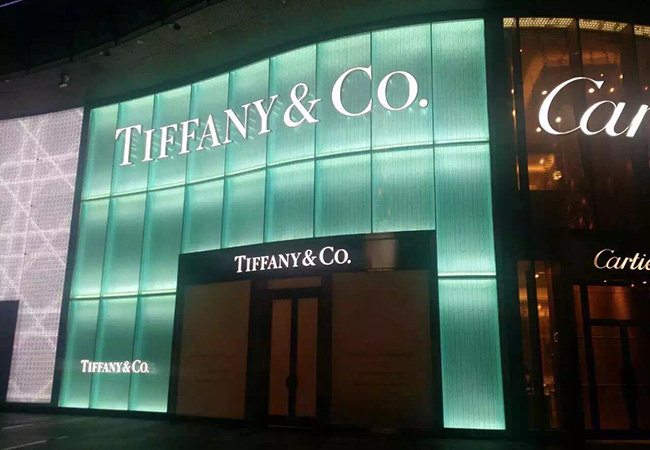 TIFFANY & CO.
Car
TIFFANY & CO.
Cartie
TIFFANY & CO.